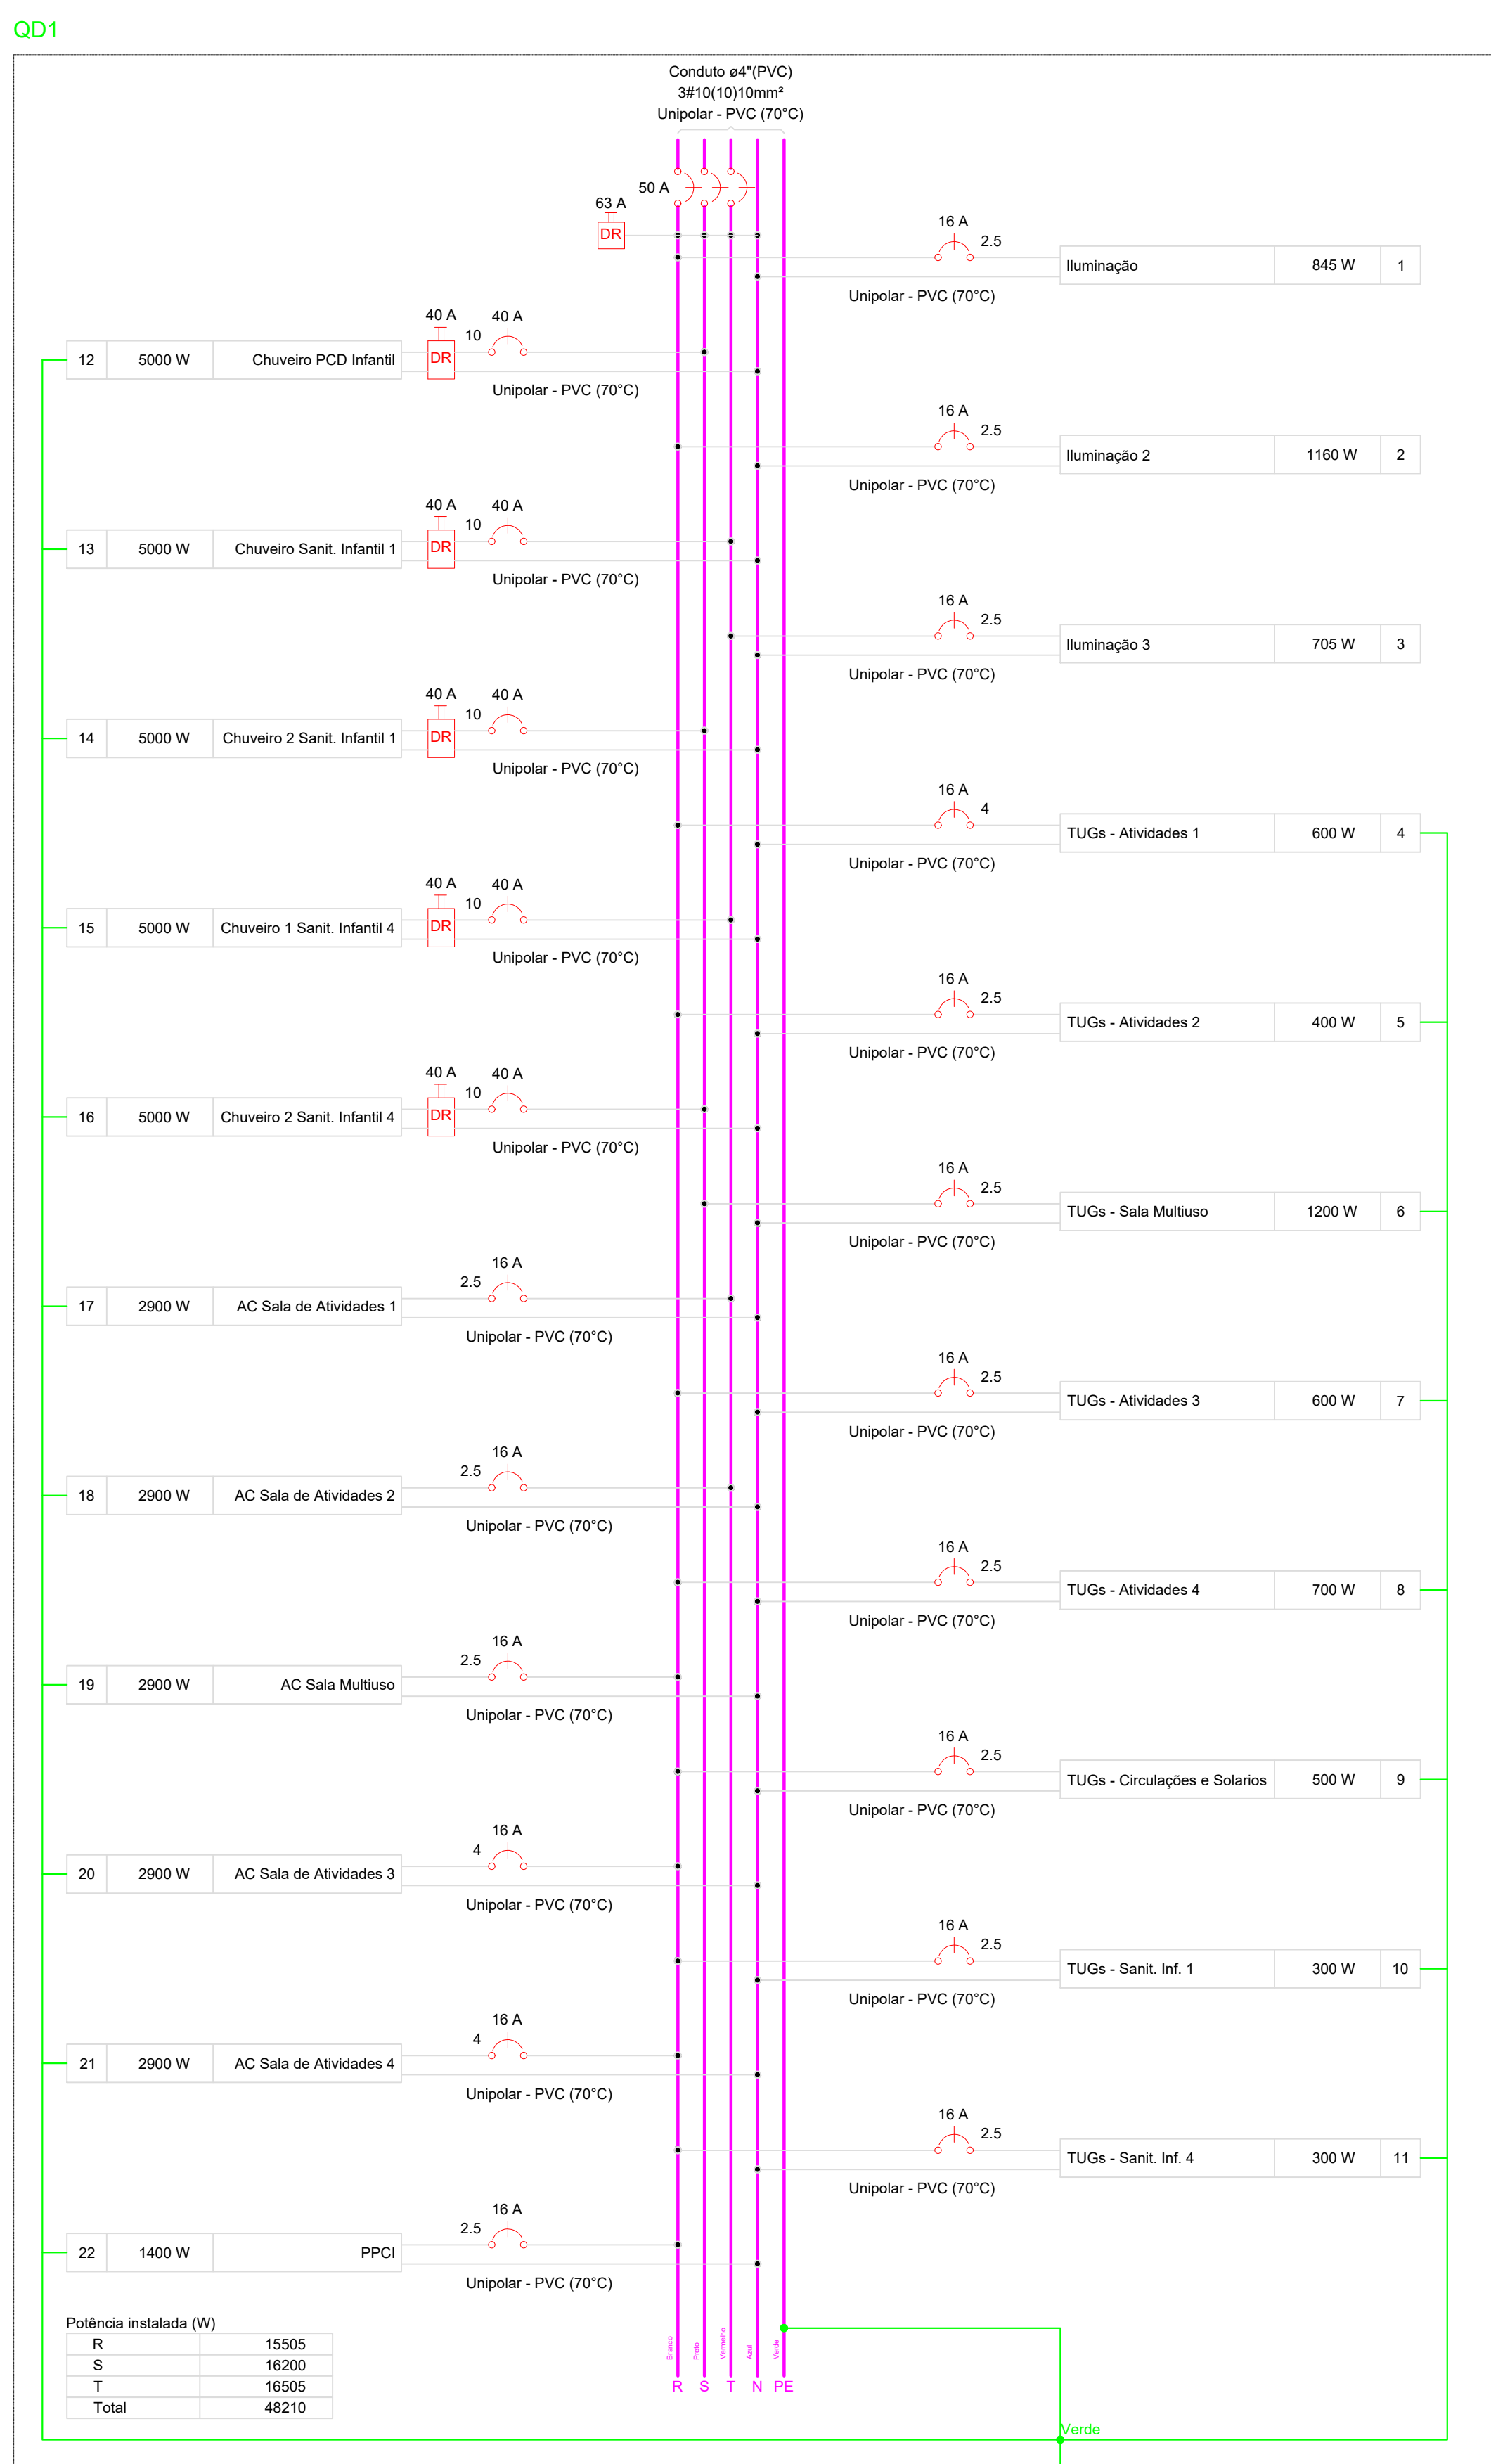 QD1
Conduto ø4"(PVC)
3#10(10)10mm²
Unipolar - PVC (70°C)
50 A
63 A
DR
16 A
2.5
Iluminação 845 W 1
Unipolar - PVC (70°C)
40 A
10
40 A
12 5000 W Chuveiro PCD Infantil
DR
Unipolar - PVC (70°C)
16 A
2.5
Iluminação 2 1160 W 2
Unipolar - PVC (70°C)
40 A
10
40 A
13 5000 W Chuveiro Sanit. Infantil 1
DR
Unipolar - PVC (70°C)
16 A
2.5
Iluminação 3 705 W 3
Unipolar - PVC (70°C)
40 A
10
40 A
14 5000 W Chuveiro 2 Sanit. Infantil 1
DR
Unipolar - PVC (70°C)
16 A
4
TUGs - Atividades 1 600 W 4
Unipolar - PVC (70°C)
40 A
10
40 A
15 5000 W Chuveiro 1 Sanit. Infantil 4
DR
Unipolar - PVC (70°C)
16 A
2.5
TUGs - Atividades 2 400 W 5
Unipolar - PVC (70°C)
40 A
10
40 A
16 5000 W Chuveiro 2 Sanit. Infantil 4
DR
Unipolar - PVC (70°C)
16 A
2.5
TUGs - Sala Multiuso 1200 W 6
Unipolar - PVC (70°C)
16 A
2.5
17 2900 W AC Sala de Atividades 1
Unipolar - PVC (70°C)
16 A
2.5
TUGs - Atividades 3 600 W 7
Unipolar - PVC (70°C)
16 A
2.5
18 2900 W AC Sala de Atividades 2
Unipolar - PVC (70°C)
16 A
2.5
TUGs - Atividades 4 700 W 8
Unipolar - PVC (70°C)
16 A
2.5
19 2900 W AC Sala Multiuso
Unipolar - PVC (70°C)
16 A
2.5
TUGs - Circulações e Solarios 500 W 9
Unipolar - PVC (70°C)
16 A
4
20 2900 W AC Sala de Atividades 3
Unipolar - PVC (70°C)
16 A
2.5
TUGs - Sanit. Inf. 1 300 W 10
Unipolar - PVC (70°C)
16 A
4
21 2900 W AC Sala de Atividades 4
Unipolar - PVC (70°C)
16 A
2.5
TUGs - Sanit. Inf. 4 300 W 11
Unipolar - PVC (70°C)
16 A
2.5
22 1400 W PPCI
Unipolar - PVC (70°C)
Potência instalada (W)
R 15505
S 16200
T 16505
Total 48210
Branco
Preto
Vermelho
Azul
Verde
R S T N PE
Verde